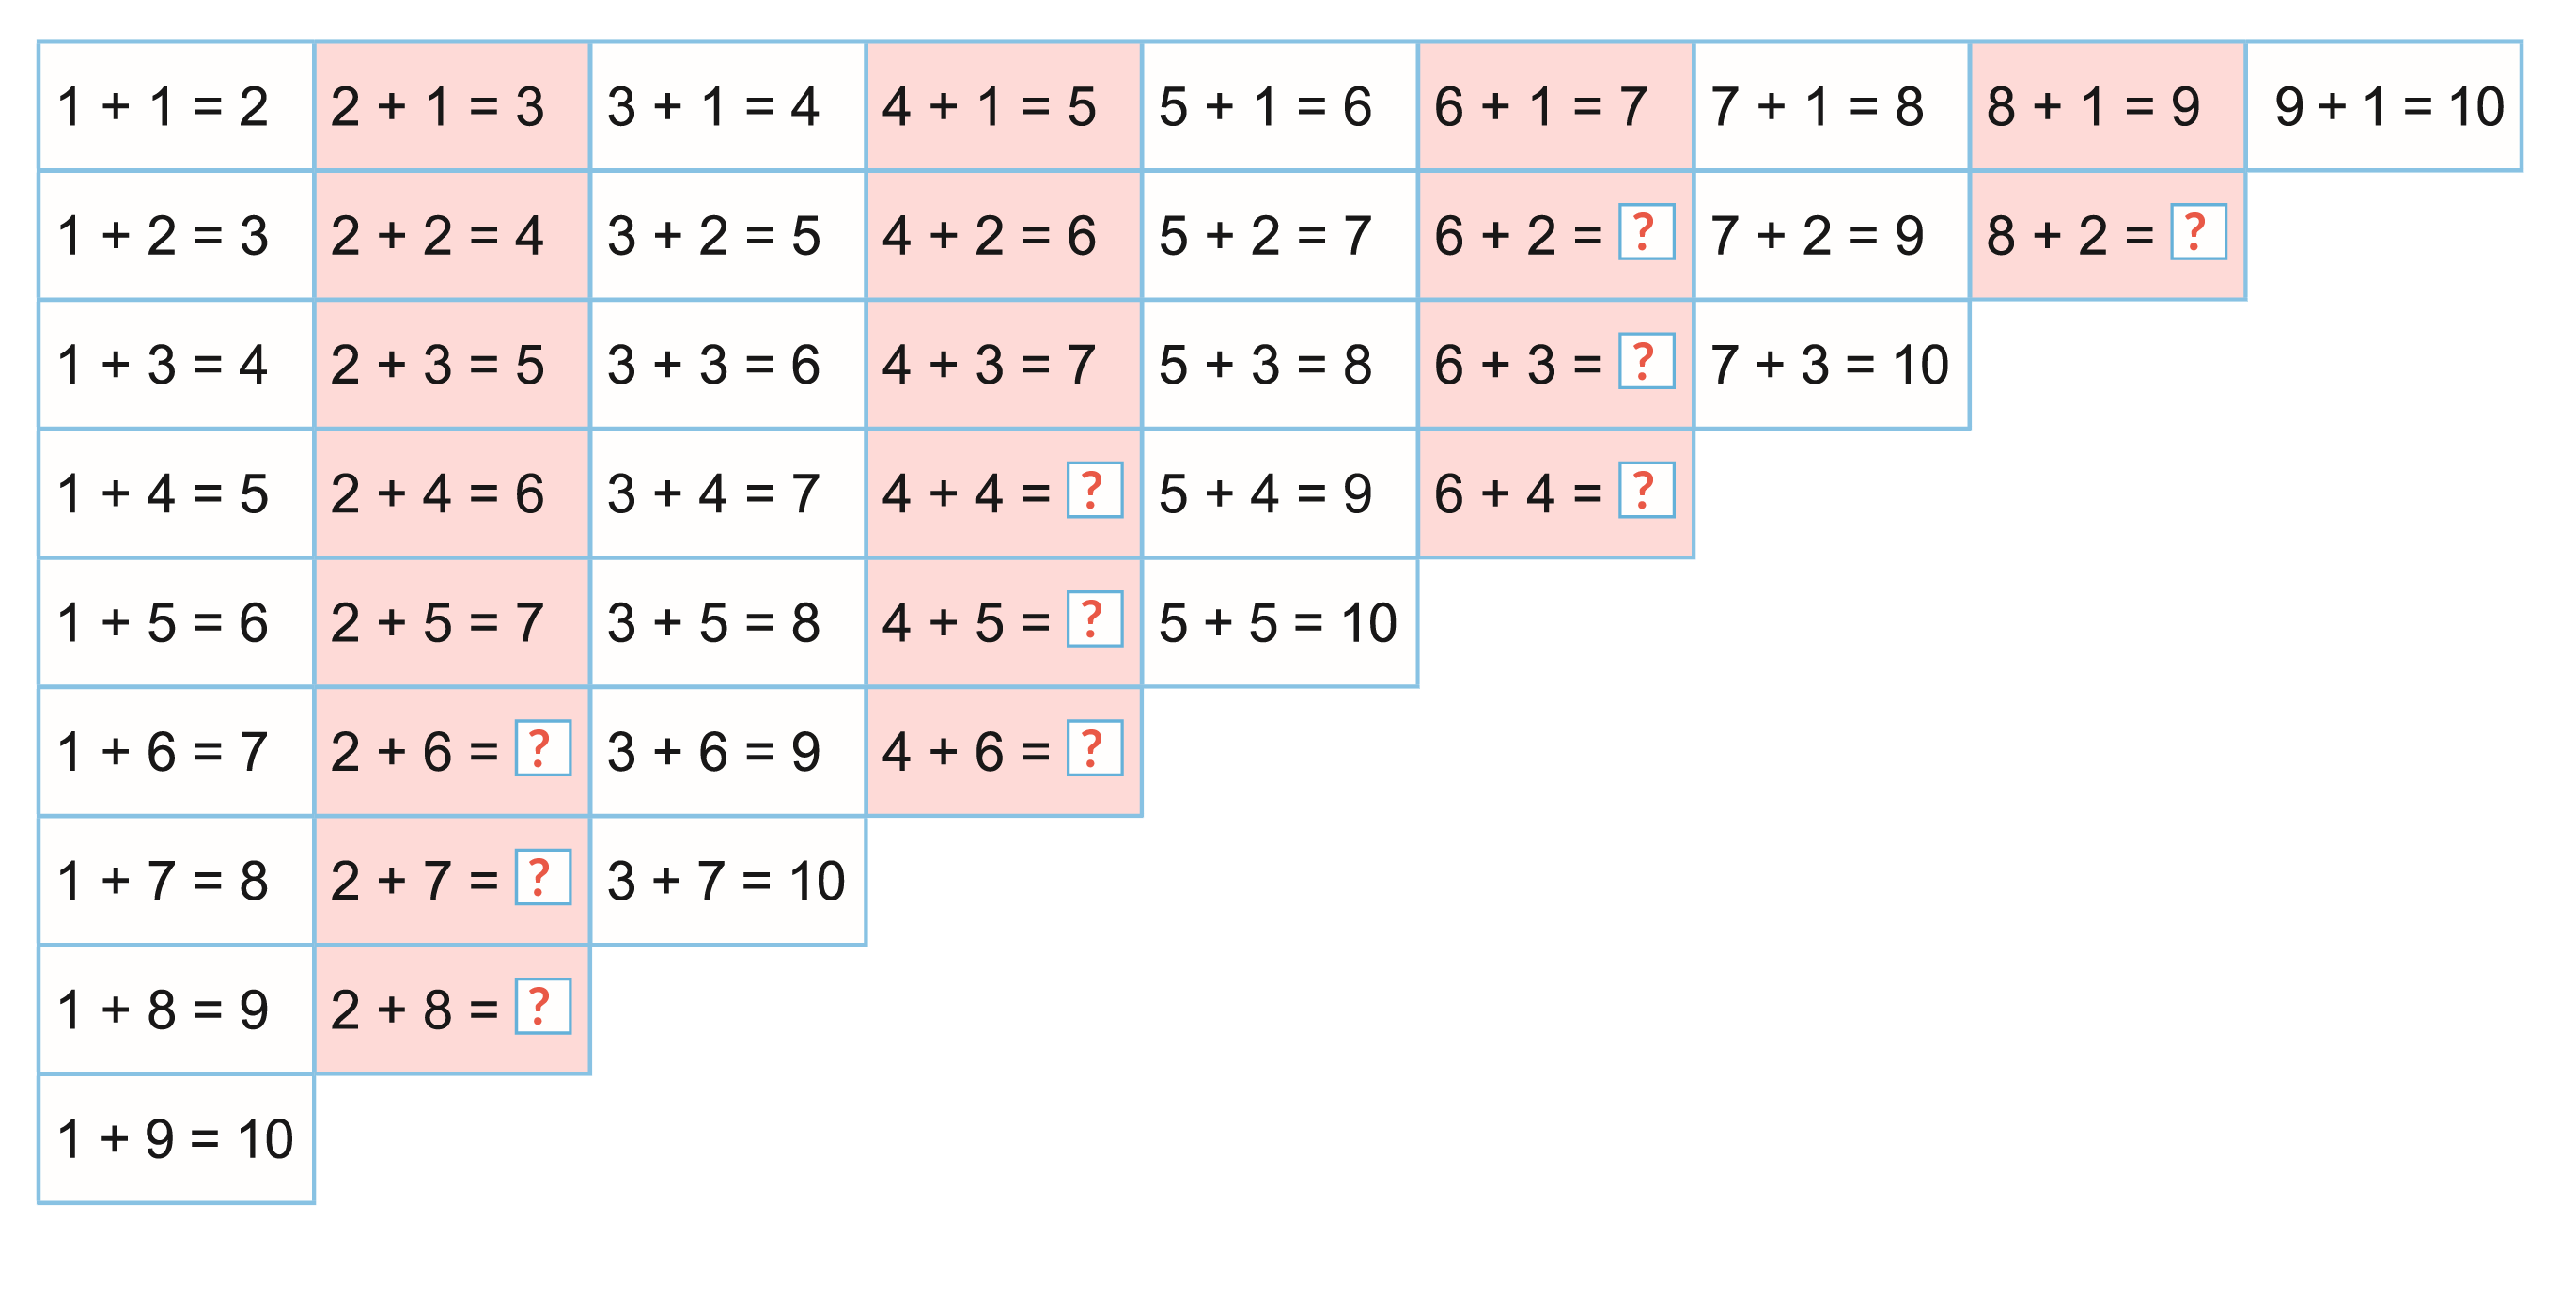 1 + 1 = 2 2 + 1 = 3 3 + 1 = 4 4 + 1 = 5 5 + 1 = 6 6 + 1 = 7 7 + 1 = 8 8 + 1 = 9 9 + 1 = 10
1 + 2 = 3 2 + 2 = 4 3 + 2 = 5 4 + 2 = 6 5 + 2 = 7 6 + 2 = ? 7 + 2 = 9 8 + 2 = ?
1 + 3 = 4 2 + 3 = 5 3 + 3 = 6 4 + 3 = 7 5 + 3 = 8 6 + 3 = ? 7 + 3 = 10
1 + 4 = 5 2 + 4 = 6 3 + 4 = 7 4 + 4 = ? 5 + 4 = 9 6 + 4 = ?
1 + 5 = 6 2 + 5 = 7 3 + 5 = 8 4 + 5 = ? 5 + 5 = 10
1 + 6 = 7 2 + 6 = ? 3 + 6 = 9 4 + 6 = ?
1 + 7 = 8 2 + 7 = ? 3 + 7 = 10
1 + 8 = 9 2 + 8 = ?
1 + 9 = 10